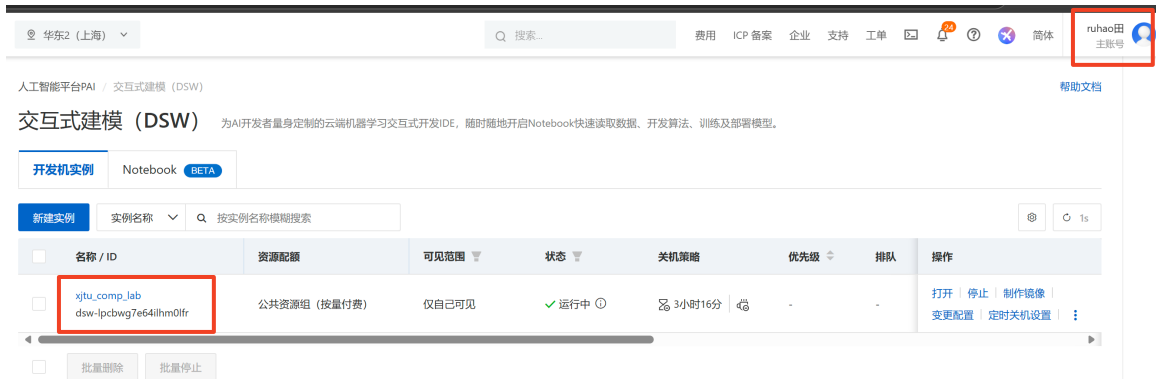 华东2（上海）
搜索...
费用 ICP 备案 企业 支持 工单 24 简体
ruhao田
主账号
人工智能平台PAI / 交互式建模（DSW）
帮助文档
交互式建模（DSW） 为AI开发者量身定制的云端机器学习交互式开发IDE，随时随地开启Notebook快速读取数据、开发算法、训练及部署模型。
开发机实例 Notebook BETA
新建实例 实例名称 按实例名称模糊搜索 1s
名称 / ID 资源配额 可见范围 状态 关机策略 优先级 排队 操作
xjtu_comp_lab
dsw-lpcbwg7e64ilhm0lfr
公共资源组（按量付费） 仅自己可见 运行中 3小时16分 - -
打开 停止 制作镜像
变更配置 定时关机设置
批量删除 批量停止